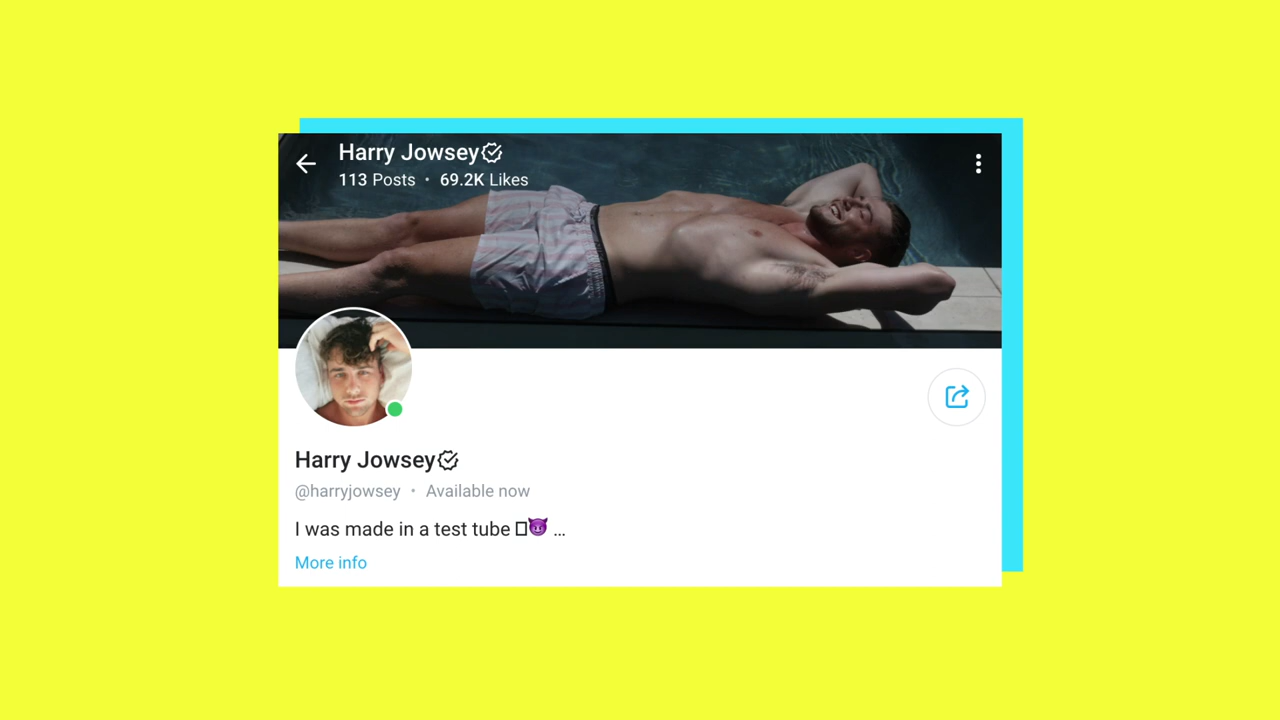 Harry Jowsey
113 Posts • 69.2K Likes
Harry Jowsey
@harryjowsey • Available now
I was made in a test tube □😈 ...
More info